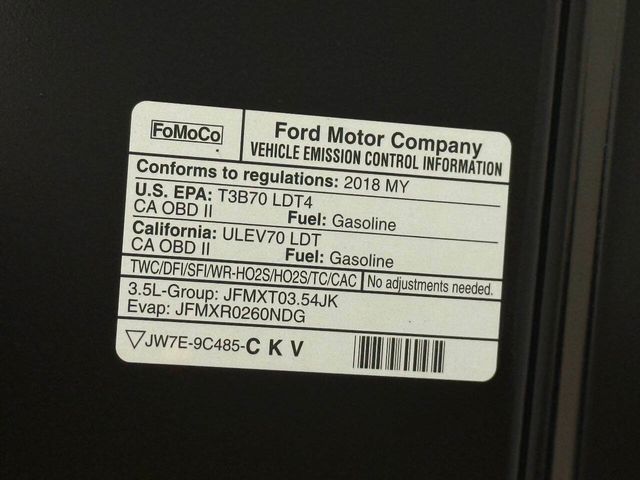 FoMoCo
Ford Motor Company
VEHICLE EMISSION CONTROL INFORMATION
Conforms to regulations: 2018 MY
U.S. EPA: T3B70 LDT4
CA OBD II Fuel: Gasoline
California: ULEV70 LDT
CA OBD II Fuel: Gasoline
TWC/DFI/SFI/WR-HO2S/HO2S/TC/CAC No adjustments needed.
3.5L-Group: JFMXT03.54JK
Evap: JFMXR0260NDG
JW7E-9C485-C K V